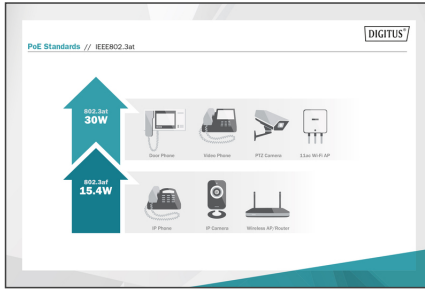 DIGITUS®
PoE Standards // IEEE802.3at
802.3at
30W
Door Phone Video Phone PTZ Camera 11ac Wi-Fi AP
802.3af
15.4W
IP Phone IP Camera Wireless AP/Router